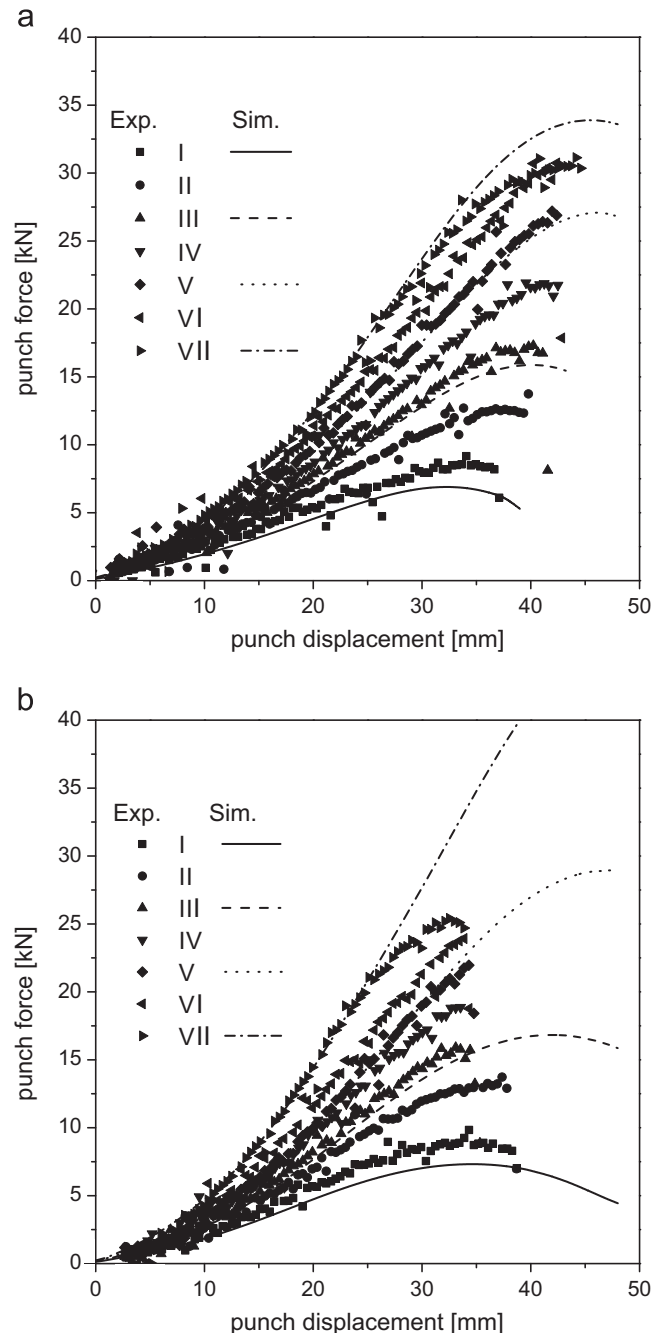 a
40
35
30
25
20
15
10
5
0
punch force [kN]
Exp. Sim.
I
II
III
IV
V
VI
VII
0 10 20 30 40 50
punch displacement [mm]
b
40
35
30
25
20
15
10
5
0
punch force [kN]
Exp. Sim.
I
II
III
IV
V
VI
VII
0 10 20 30 40 50
punch displacement [mm]